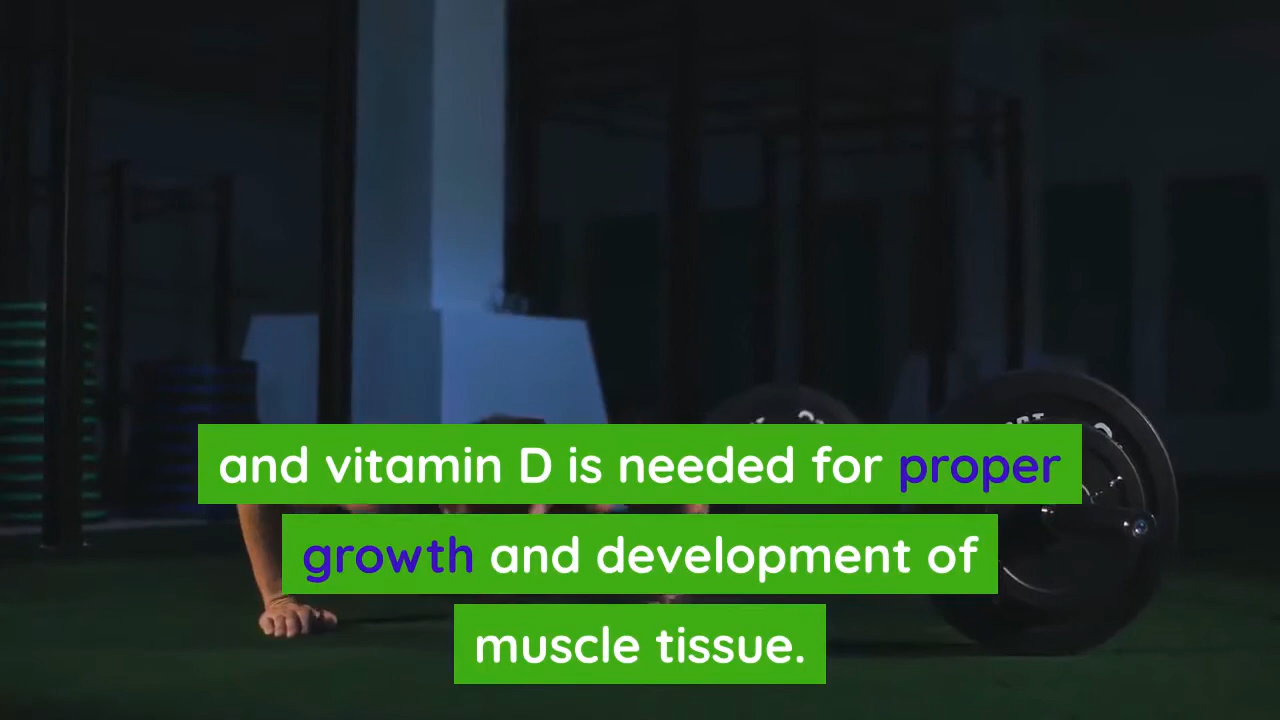 and vitamin D is needed for proper
growth and development of
muscle tissue.